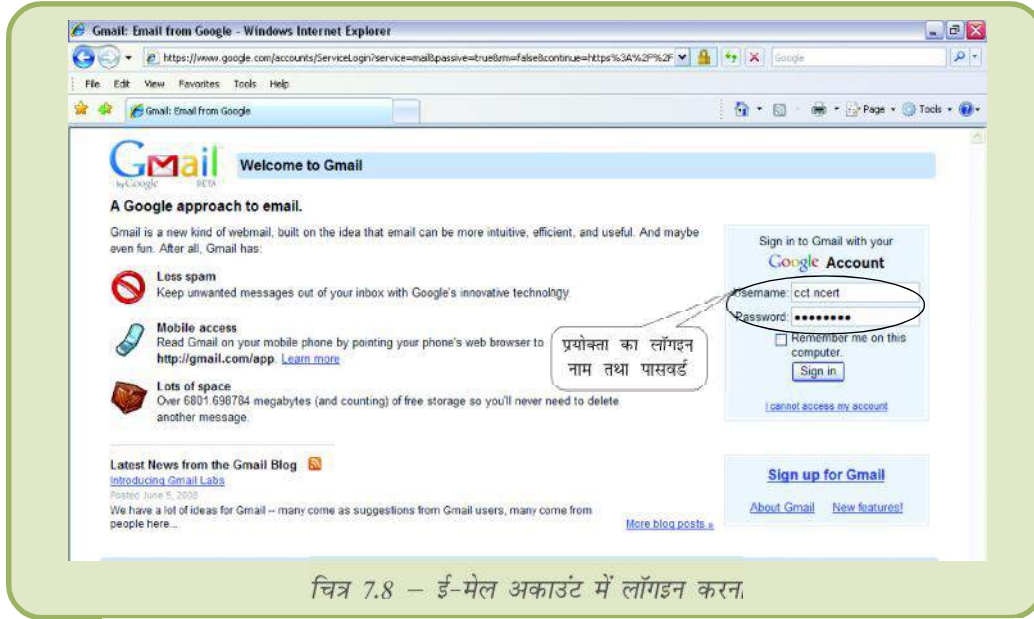 Gmail: Email from Google - Windows Internet Explorer
https://www.google.com/accounts/ServiceLogin?service=mail&passive=true&rm=false&continue=https%3A%2F%2F
Google
File Edit View Favorites Tools Help
Gmail: Email from Google
Page Tools
Gmail
by Google BETA
Welcome to Gmail
A Google approach to email.
Gmail is a new kind of webmail, built on the idea that email can be more intuitive, efficient, and useful. And maybe
even fun. After all, Gmail has:
Less spam
Keep unwanted messages out of your inbox with Google's innovative technology
Mobile access
Read Gmail on your mobile phone by pointing your phone's web browser to
http://gmail.com/app. Learn more
Lots of space
Over 6801.698784 megabytes (and counting) of free storage so you'll never need to delete
another message.
Latest News from the Gmail Blog
Introducing Gmail Labs
Posted June 5, 2008
We have a lot of ideas for Gmail -- many come as suggestions from Gmail users, many come from
people here...
More blog posts »
Sign in to Gmail with your
Google Account
Username: cct.ncert
Password: ••••••••
Remember me on this
computer.
Sign in
I cannot access my account
प्रयोक्ता का लॉगइन
नाम तथा पासवर्ड
Sign up for Gmail
About Gmail New features!
चित्र 7.8 – ई-मेल अकाउंट में लॉगइन करना